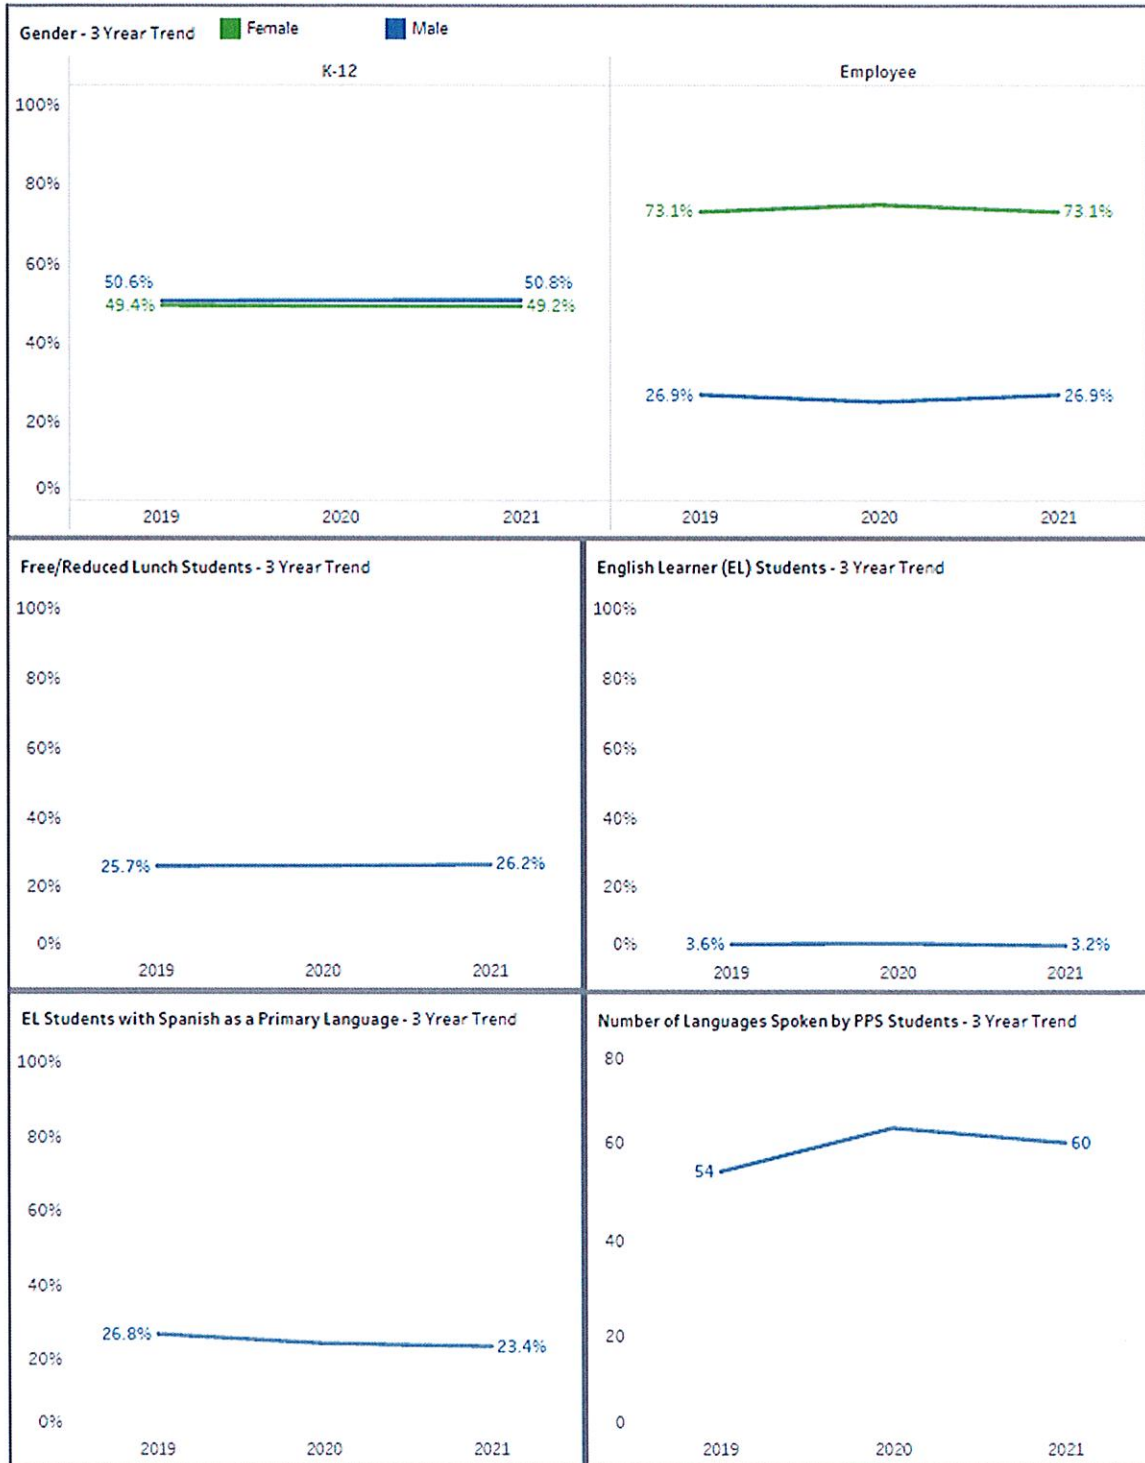 Gender - 3 Yrear Trend Female Male
K-12 Employee
100%
80%
73.1% 73.1%
60%
50.6% 50.8%
49.4% 49.2%
40%
26.9% 26.9%
20%
0%
2019 2020 2021 2019 2020 2021
Free/Reduced Lunch Students - 3 Yrear Trend
100%
80%
60%
40%
25.7% 26.2%
20%
0%
2019 2020 2021
English Learner (EL) Students - 3 Yrear Trend
100%
80%
60%
40%
20%
0% 3.6% 3.2%
2019 2020 2021
EL Students with Spanish as a Primary Language - 3 Yrear Trend
100%
80%
60%
40%
26.8% 23.4%
20%
0%
2019 2020 2021
Number of Languages Spoken by PPS Students - 3 Yrear Trend
80
60 60
54
40
20
0
2019 2020 2021